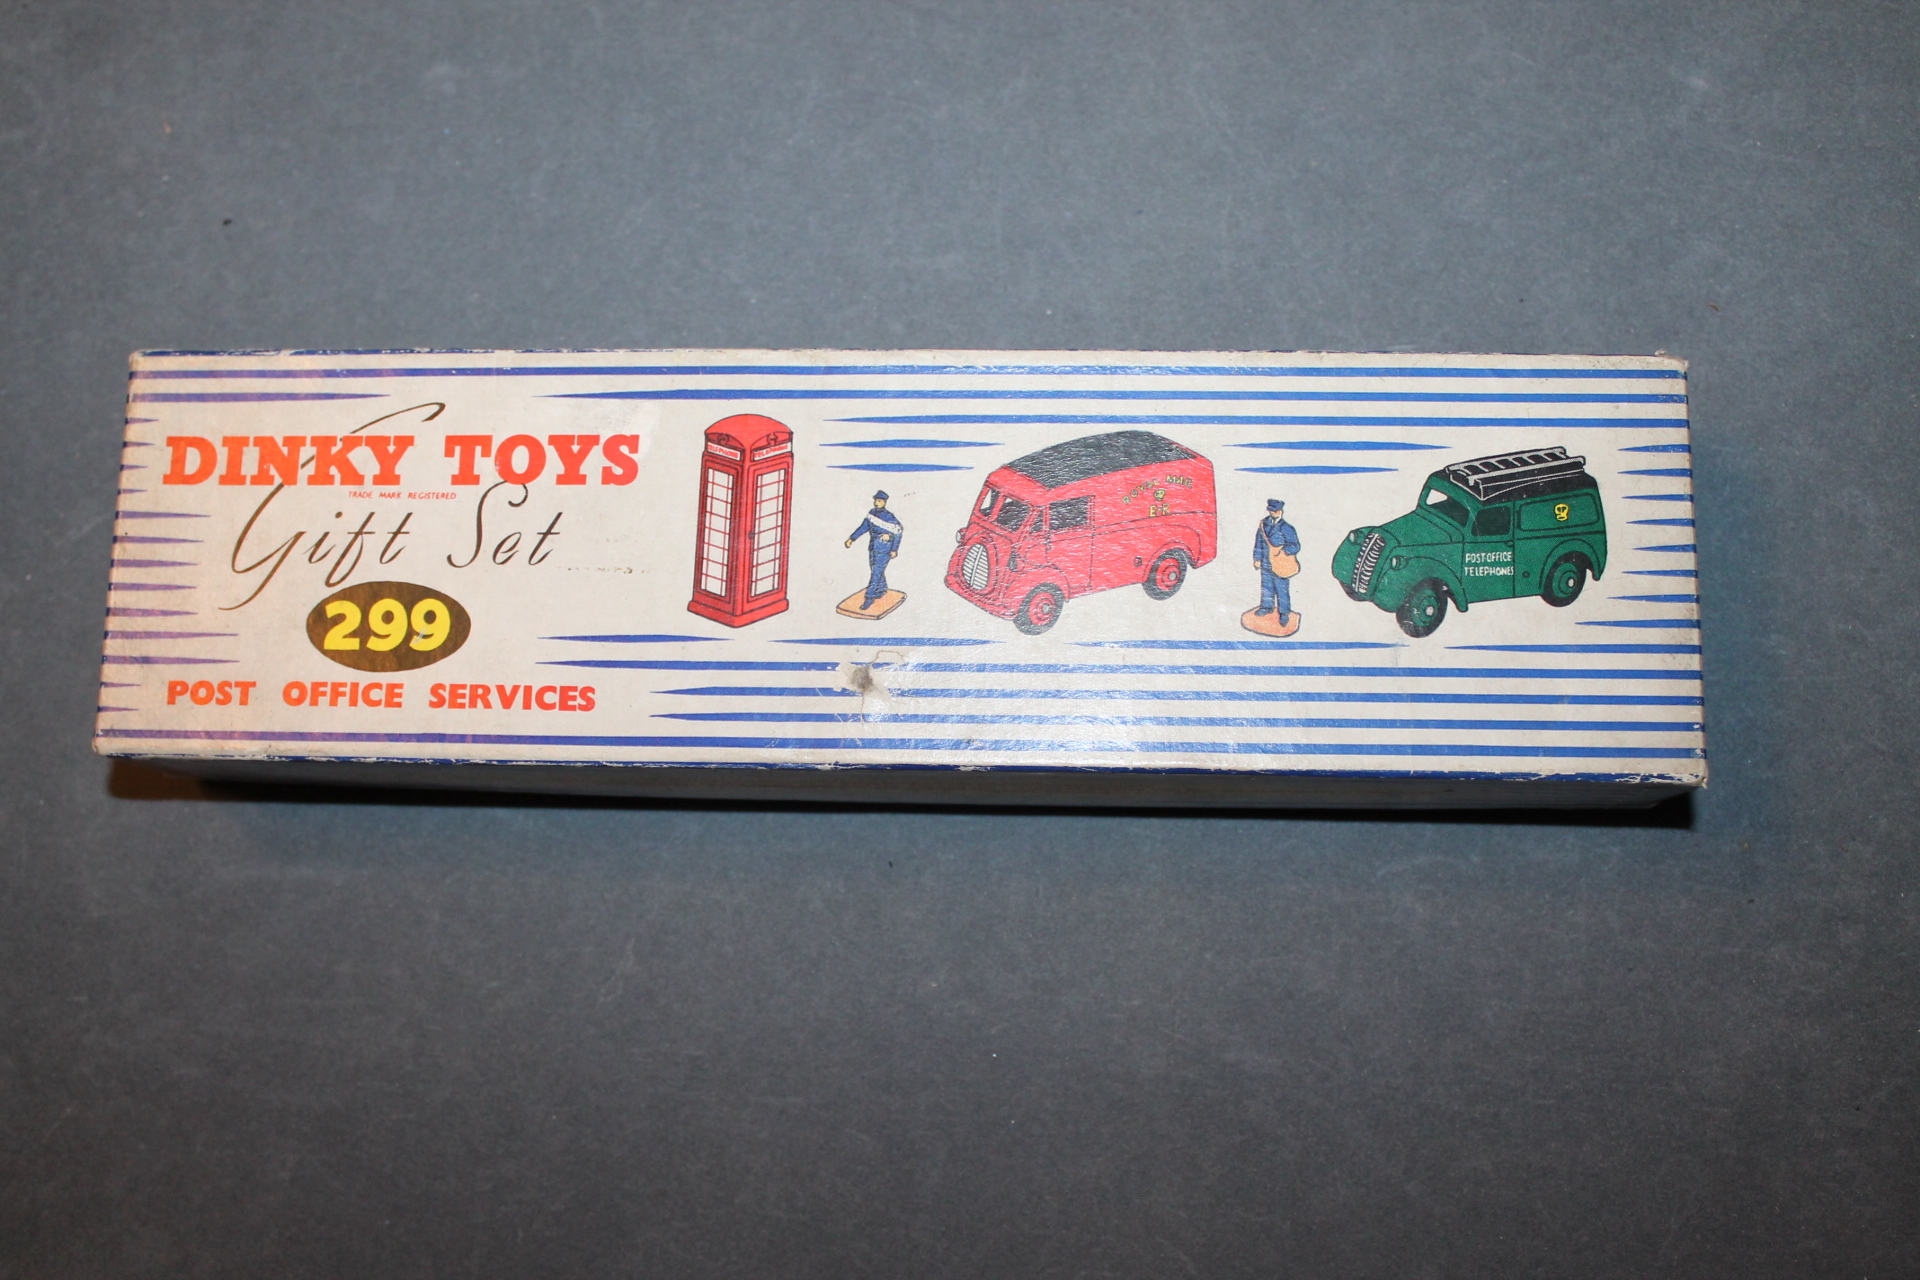 DINKY TOYS
TRADE MARK REGISTERED
Gift Set
299
POST OFFICE SERVICES
TELEPHONE
TELEPHONE
ROYAL MAIL
E R
POST OFFICE
TELEPHONES